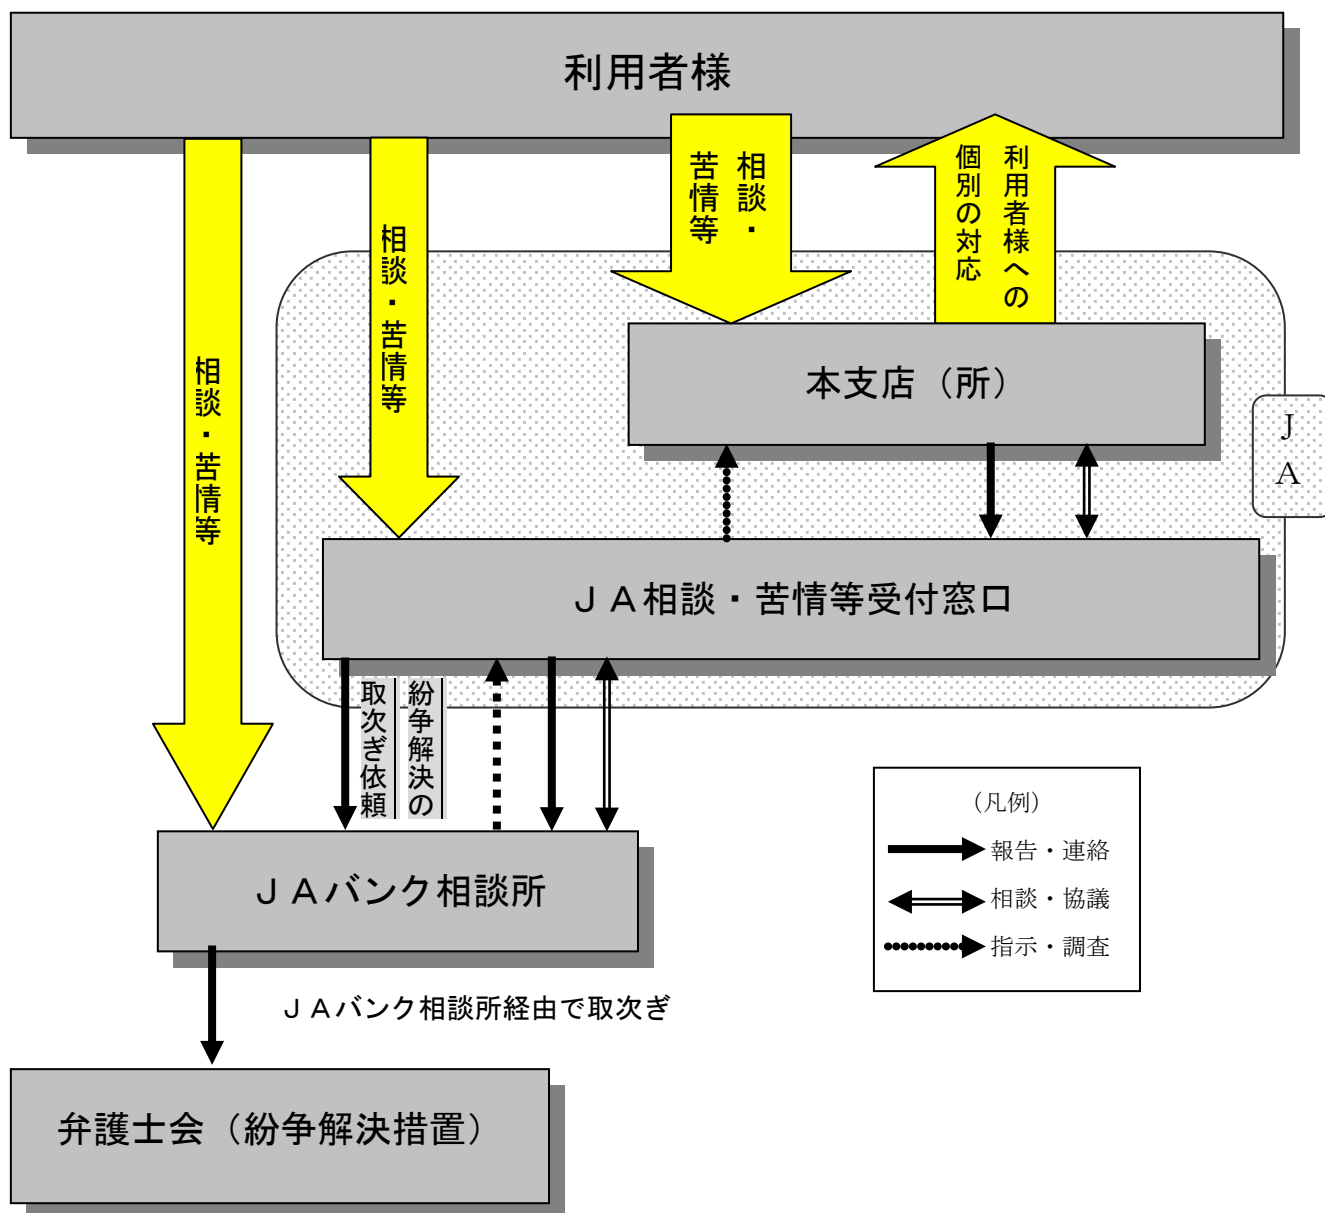 利用者様
相談・
苦情等
利用者様への
個別の対応
相談・苦情等
相談・苦情等
本支店（所）
ＪＡ
ＪＡ相談・苦情等受付窓口
紛争解決の
取次ぎ依頼
（凡例）
報告・連絡
相談・協議
指示・調査
ＪＡバンク相談所
ＪＡバンク相談所経由で取次ぎ
弁護士会（紛争解決措置）